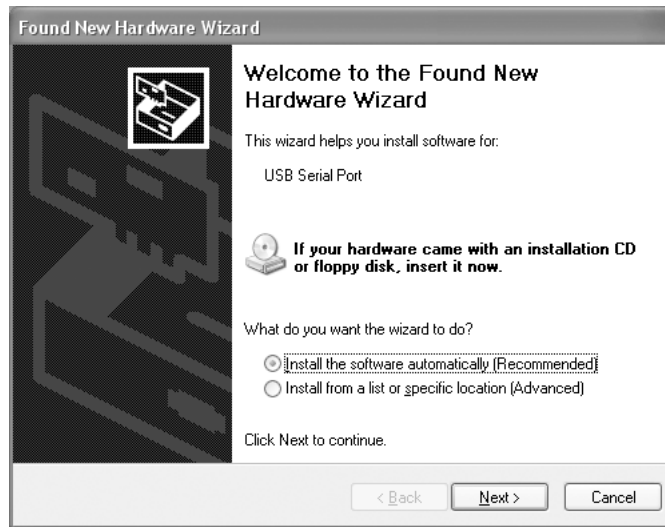 Found New Hardware Wizard
Welcome to the Found New
Hardware Wizard
This wizard helps you install software for:
USB Serial Port
If your hardware came with an installation CD
or floppy disk, insert it now.
What do you want the wizard to do?
Install the software automatically (Recommended)
Install from a list or specific location (Advanced)
Click Next to continue.
< Back Next > Cancel